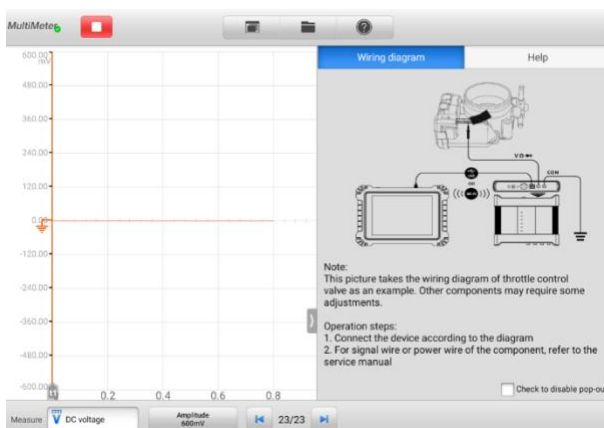 MultiMeter
Wiring diagram
Help
600.00
mV
480.00
360.00
240.00
120.00
0.00
-120.00
-240.00
-360.00
-480.00
-600.00
0.2
0.4
0.6
0.8
COM
Note:
This picture takes the wiring diagram of throttle control
valve as an example. Other components may require some
adjustments.
Operation steps:
1. Connect the device according to the diagram
2. For signal wire or power wire of the component, refer to the
service manual
Check to disable pop-ou
Measure
DC voltage
Amplitude
600mV
23/23